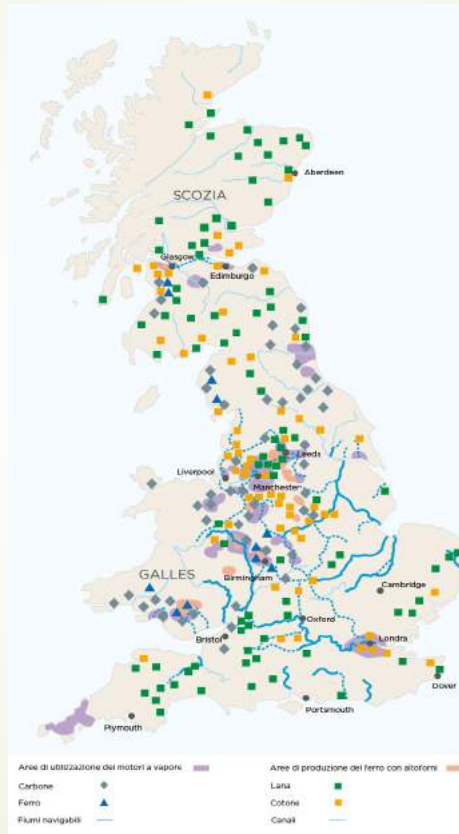 Aberdeen
SCOZIA
Glasgow
Edimburgo
Leeds
Liverpool
Manchester
GALLES
Birmingham
Cambridge
Oxford
Bristol
Londra
Dover
Portsmouth
Plymouth
Aree di utilizzazione dei motori a vapore
Aree di produzione del ferro con altoforni
Carbone
Lana
Ferro
Cotone
Fiumi navigabili
Canali